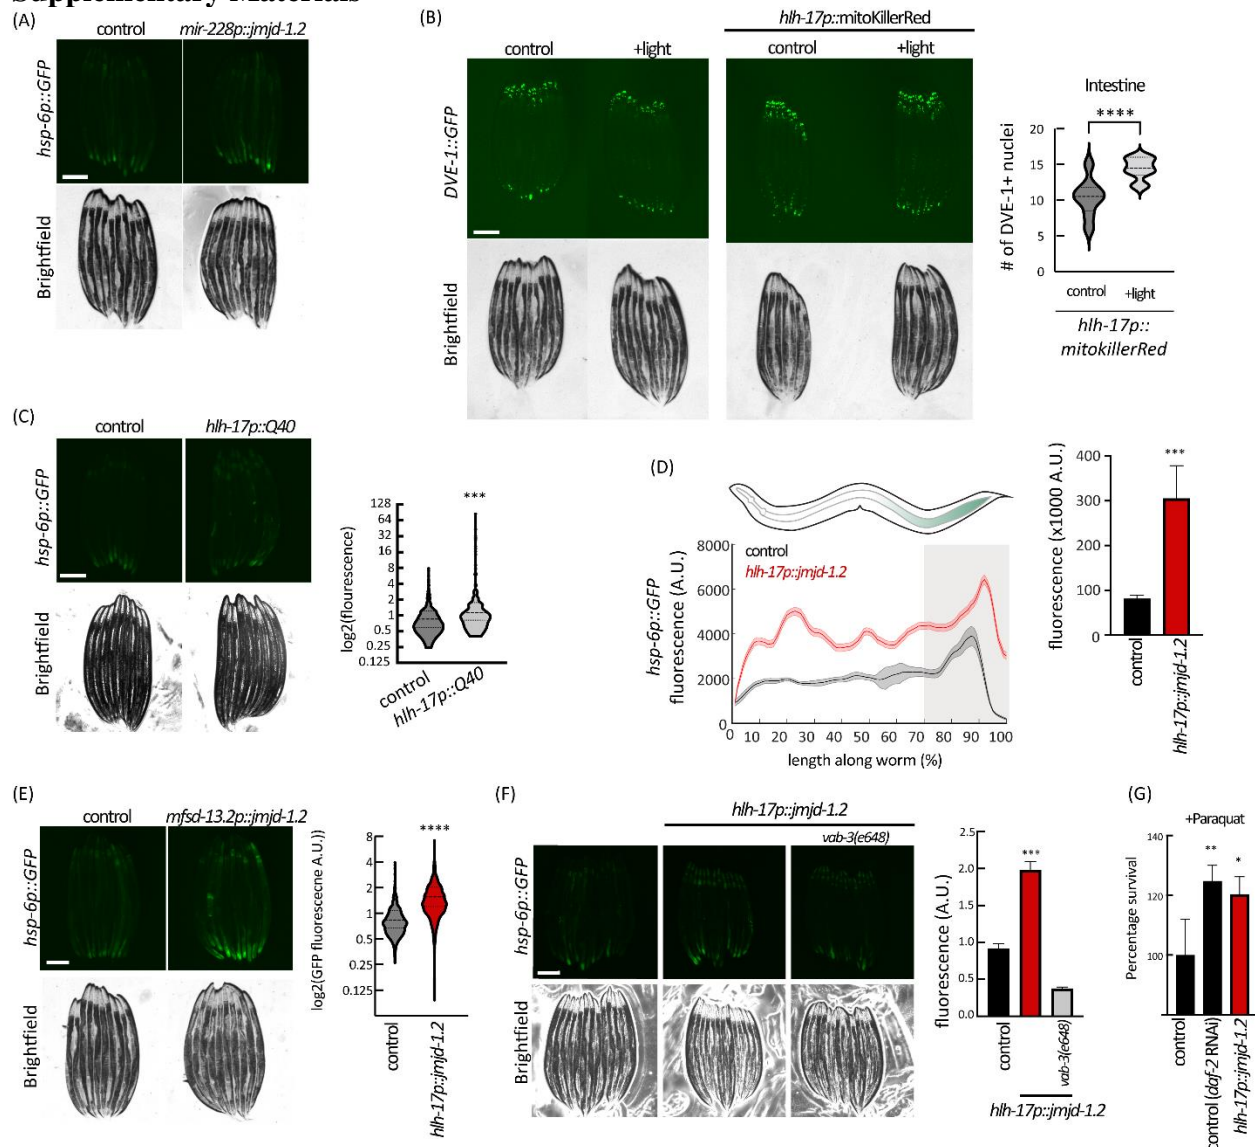 Supplementary Materials
(A)
control
mir-228p::jmjd-1.2
hsp-6p::GFP
Brightfield
(B)
hlh-17p::mitoKillerRed
control
+light
control
+light
DVE-1::GFP
Brightfield
Intestine
****
# of DVE-1+ nuclei
20
15
10
5
0
control
+light
hlh-17p::
mitokillerRed
(C)
control
hlh-17p::Q40
hsp-6p::GFP
Brightfield
log2(flourescence)
128
64
32
16
8
4
2
1
0.5
0.25
0.125
***
control
hlh-17p::Q40
(D)
control
hlh-17p::jmjd-1.2
hsp-6p::GFP
fluorescence (A.U.)
8000
6000
4000
2000
0
0 10 20 30 40 50 60 70 80 90 100
length along worm (%)
fluorescence (x1000 A.U.)
400
300
200
100
0
***
control
hlh-17p::jmjd-1.2
(E)
control
mfsd-13.2p::jmjd-1.2
hsp-6p::GFP
Brightfield
log2(GFP fluorescecne A.U.))
8
4
2
1
0.5
0.25
0.125
****
control
hlh-17p::jmjd-1.2
(F)
hlh-17p::jmjd-1.2
vab-3(e648)
hsp-6p::GFP
Brightfield
fluorescence (A.U.)
2.5
2.0
1.5
1.0
0.5
0.0
***
control
vab-3(e648)
hlh-17p::jmjd-1.2
(G)
+Paraquat
Percentage survival
140
120
100
**
*
control
control (daf-2 RNAi)
hlh-17p::jmjd-1.2